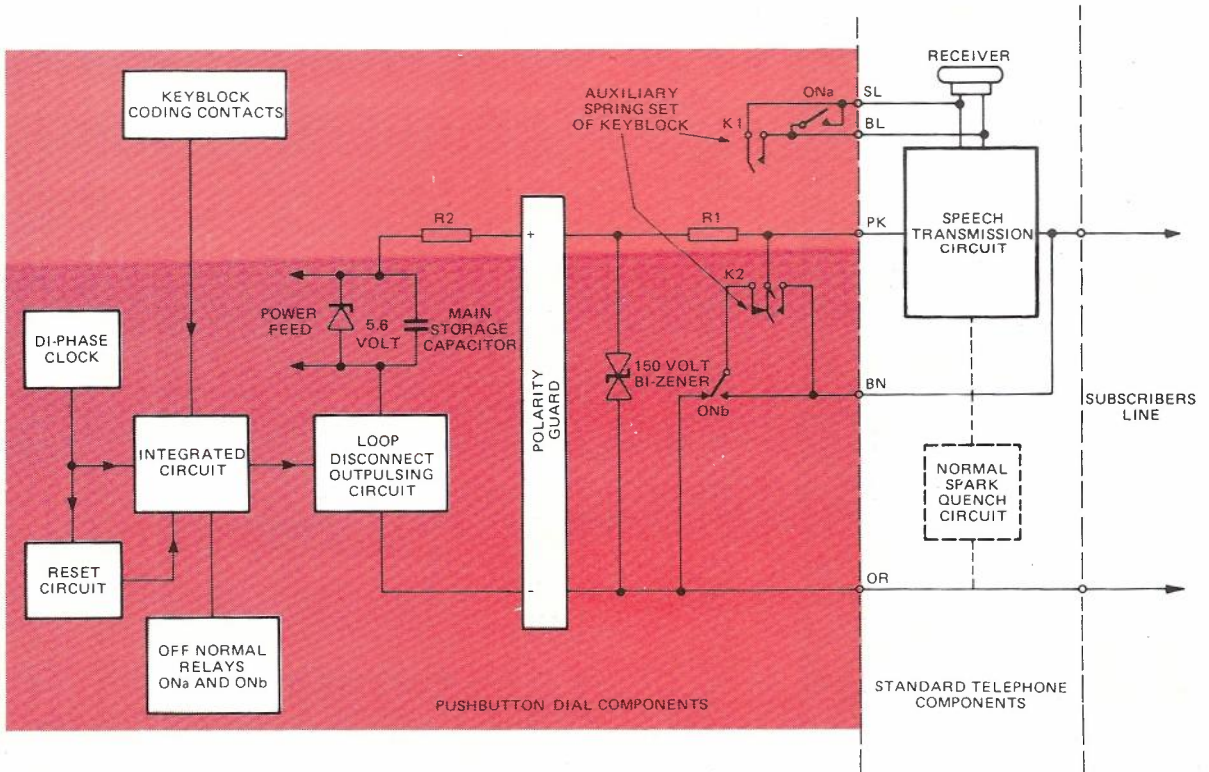 RECEIVER
KEYBLOCK
CODING CONTACTS
AUXILIARY
SPRING SET
OF KEYBLOCK
ONa
SL
K1
BL
R2
R1
PK
SPEECH
TRANSMISSION
CIRCUIT
+
K2
POWER
FEED
5.6
VOLT
MAIN
STORAGE
CAPACITOR
DI-PHASE
CLOCK
POLARITY
GUARD
150 VOLT
BI-ZENER
BN
ONb
SUBSCRIBERS
LINE
INTEGRATED
CIRCUIT
LOOP
DISCONNECT
OUTPULSING
CIRCUIT
NORMAL
SPARK
QUENCH
CIRCUIT
RESET
CIRCUIT
-
OR
OFF NORMAL
RELAYS
ONa AND ONb
PUSHBUTTON DIAL COMPONENTS
STANDARD TELEPHONE
COMPONENTS